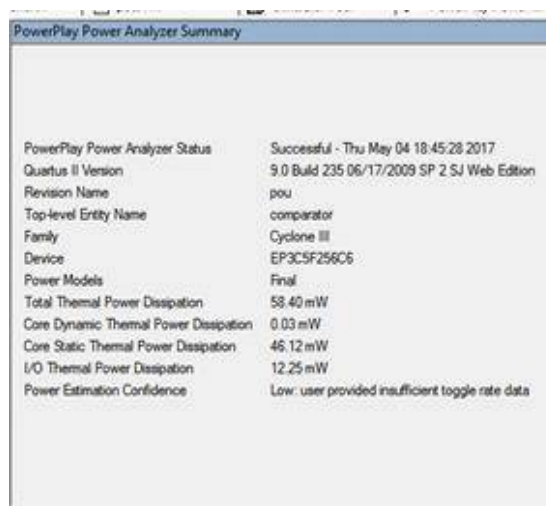 PowerPlay Power Analyzer Summary
PowerPlay Power Analyzer Status Successful - Thu May 04 18:45:28 2017
Quartus II Version 9.0 Build 235 06/17/2009 SP 2 SJ Web Edition
Revision Name pou
Top-level Entity Name comparator
Family Cyclone III
Device EP3C5F256C6
Power Models Final
Total Thermal Power Dissipation 58.40 mW
Core Dynamic Thermal Power Dissipation 0.03 mW
Core Static Thermal Power Dissipation 46.12 mW
I/O Thermal Power Dissipation 12.25 mW
Power Estimation Confidence Low: user provided insufficient toggle rate data